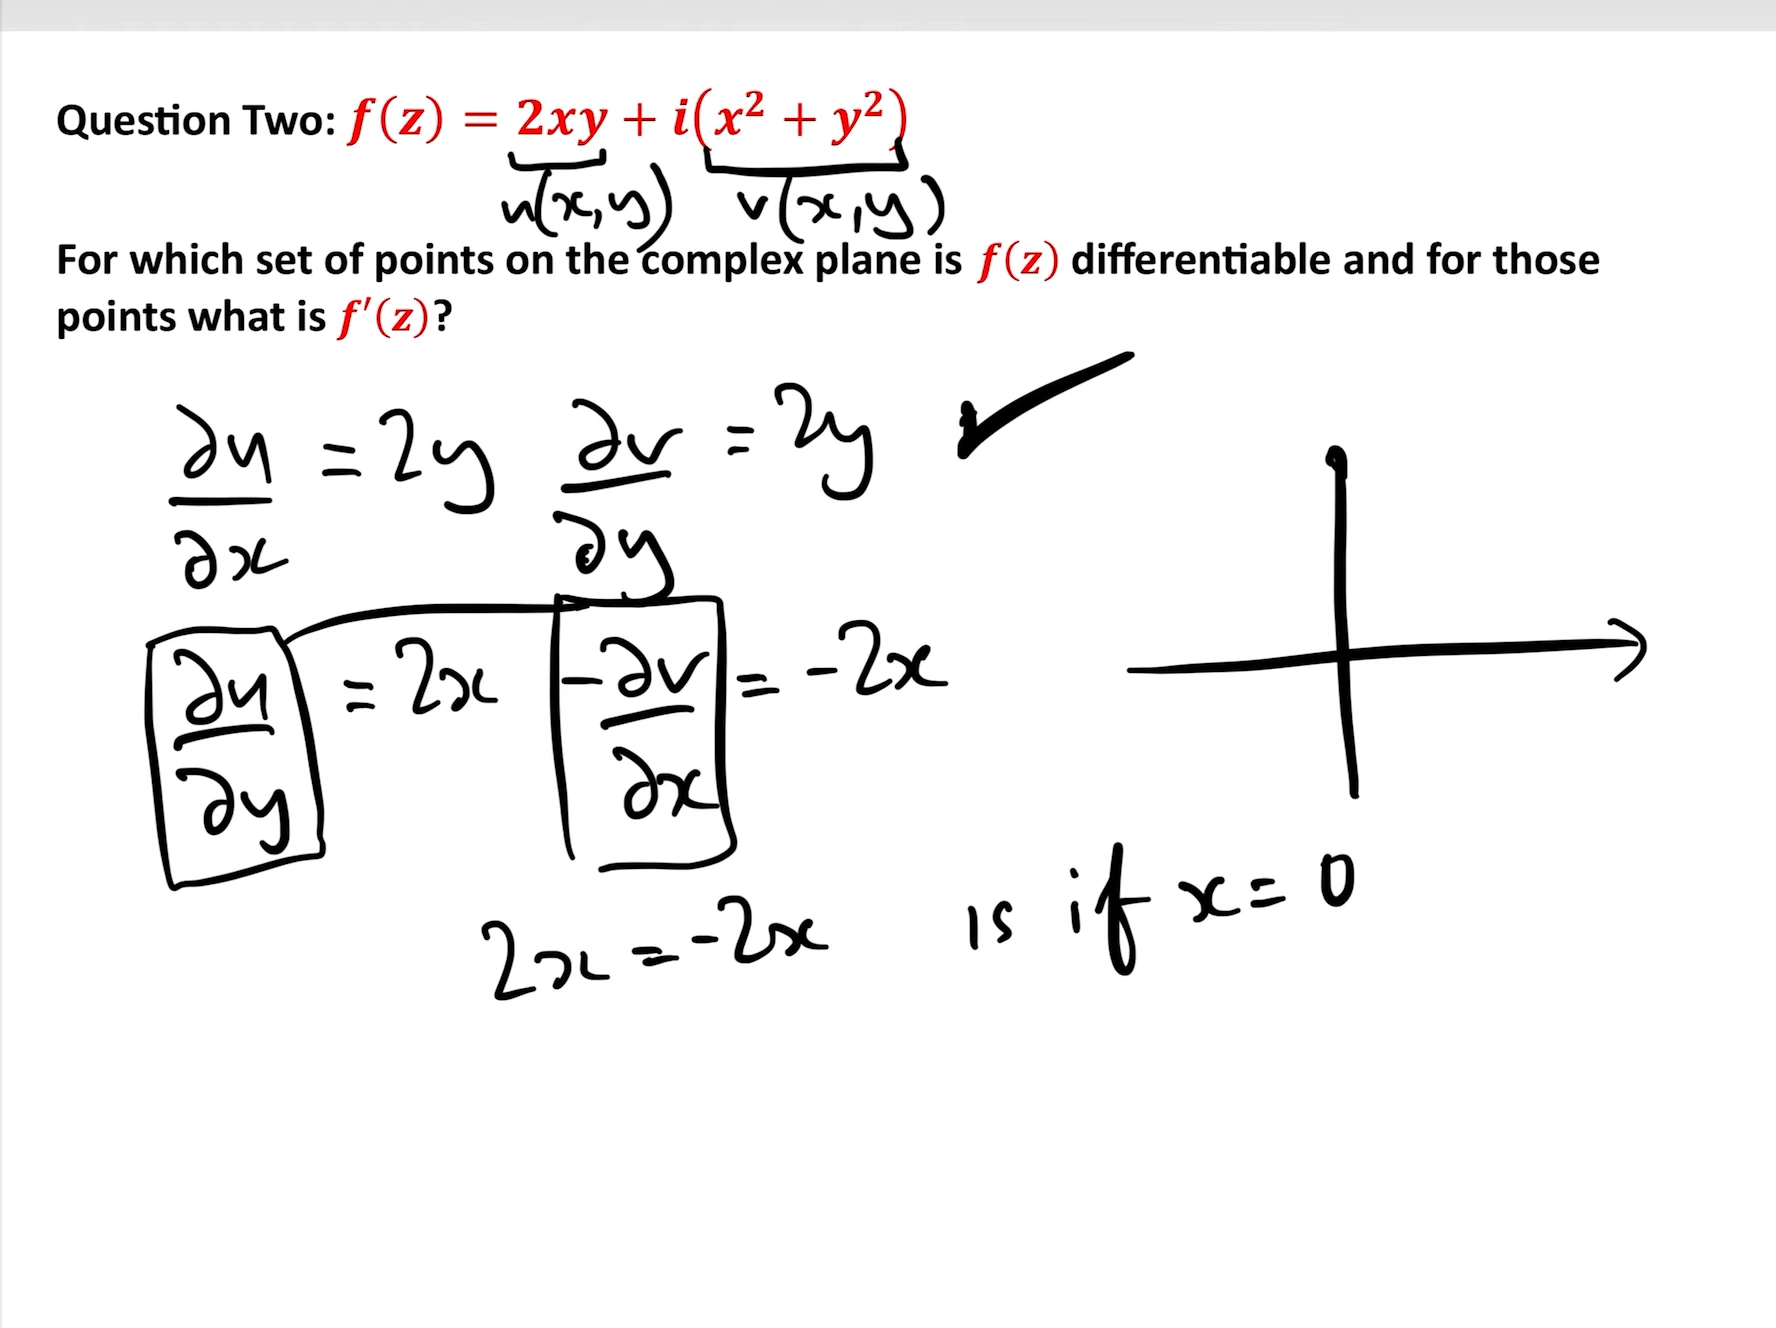 Question Two: f(z) = 2xy + i(x² + y²)
u(x,y) v(x,y)
For which set of points on the complex plane is f(z) differentiable and for those
points what is f'(z)?
∂u/∂x = 2y ∂v/∂y = 2y ✓
∂u/∂y = 2x -∂v/∂x = -2x
2x = -2x is if x = 0